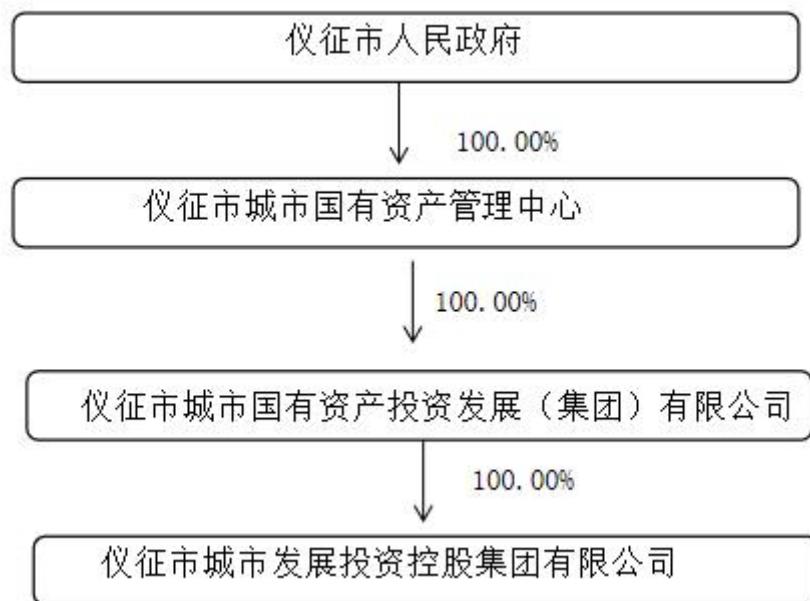 仪征市人民政府
100.00%
仪征市城市国有资产管理中心
100.00%
仪征市城市国有资产投资发展（集团）有限公司
100.00%
仪征市城市发展投资控股集团有限公司